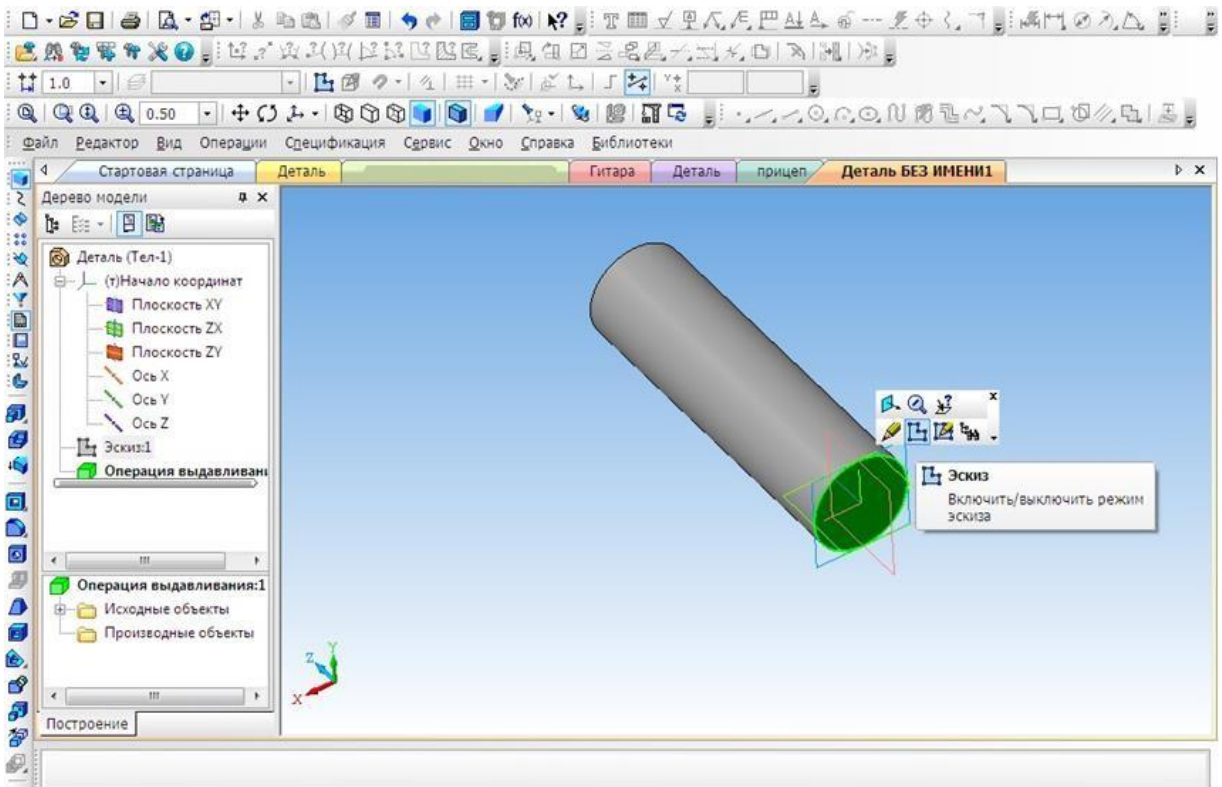 1.0
0.50
Файл Редактор Вид Операции Спецификация Сервис Окно Справка Библиотеки
Стартовая страница Деталь Гитара Деталь прицеп Деталь БЕЗ ИМЕНИ1
Дерево модели
Деталь (Тел-1)
(т)Начало координат
Плоскость XY
Плоскость ZX
Плоскость ZY
Ось X
Ось Y
Ось Z
Эскиз:1
Операция выдавливани
Эскиз
Включить/выключить режим
эскиза
Операция выдавливания:1
Исходные объекты
Производные объекты
Построение
Z
Y
X